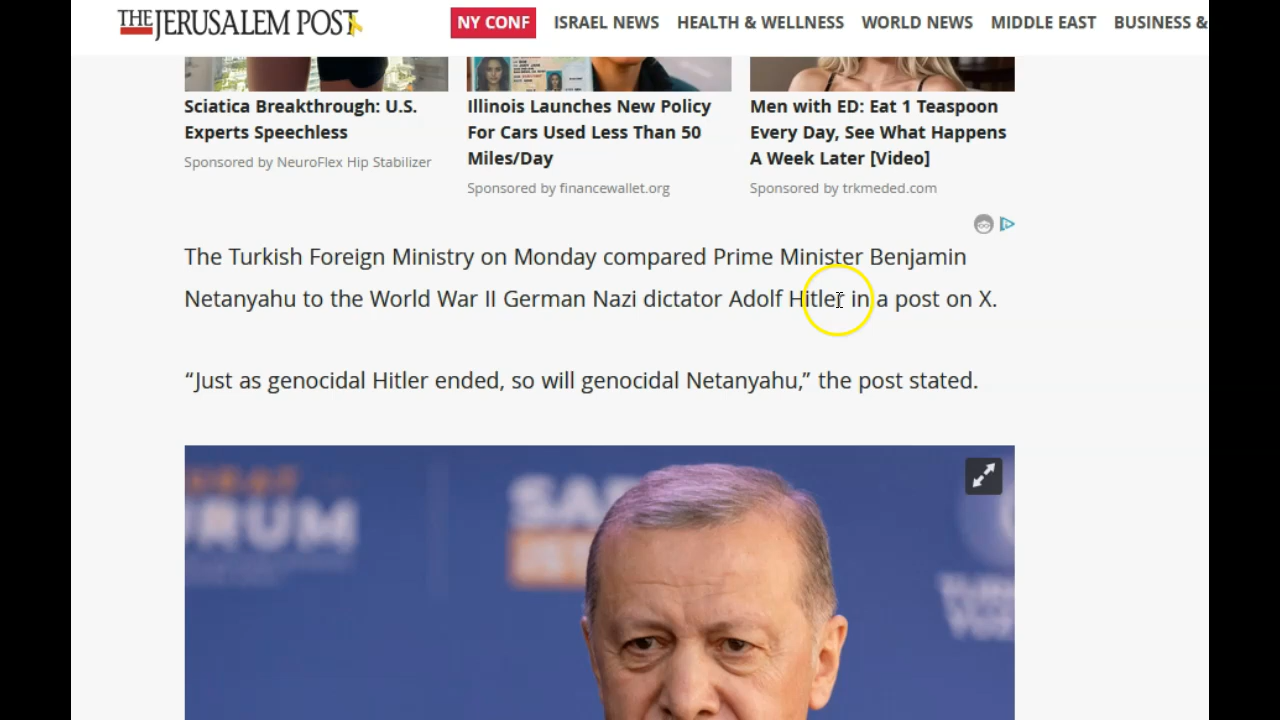 THE JERUSALEM POST
NY CONF ISRAEL NEWS HEALTH & WELLNESS WORLD NEWS MIDDLE EAST BUSINESS &
Sciatica Breakthrough: U.S.
Experts Speechless
Sponsored by NeuroFlex Hip Stabilizer
Illinois Launches New Policy
For Cars Used Less Than 50
Miles/Day
Sponsored by financewallet.org
Men with ED: Eat 1 Teaspoon
Every Day, See What Happens
A Week Later [Video]
Sponsored by trkmeded.com
The Turkish Foreign Ministry on Monday compared Prime Minister Benjamin
Netanyahu to the World War II German Nazi dictator Adolf Hitler in a post on X.
“Just as genocidal Hitler ended, so will genocidal Netanyahu,” the post stated.